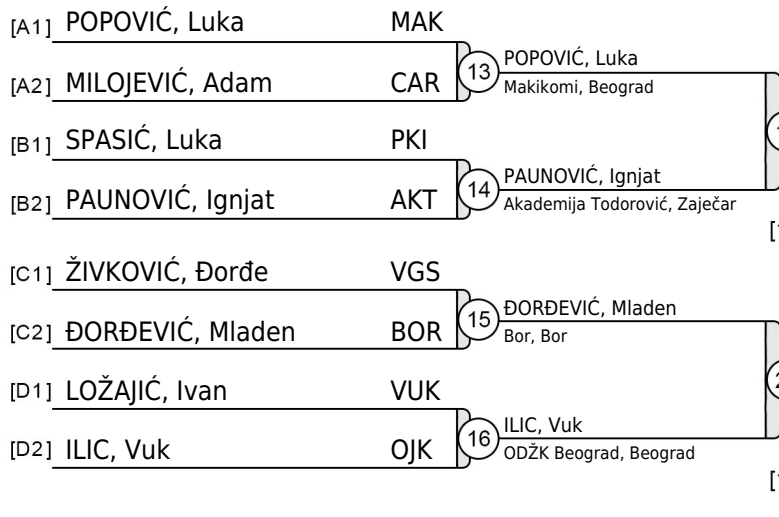 [A1] POPOVIĆ, Luka MAK
13 POPOVIĆ, Luka
[A2] MILOJEVIĆ, Adam CAR
Makikomi, Beograd
[B1] SPASIĆ, Luka PKI
14 PAUNOVIĆ, Ignjat
[B2] PAUNOVIĆ, Ignjat AKT
Akademija Todorović, Zaječar
[C1] ŽIVKOVIĆ, Đorđe VGS
15 ĐORĐEVIĆ, Mladen
[C2] ĐORĐEVIĆ, Mladen BOR
Bor, Bor
[D1] LOŽAJIĆ, Ivan VUK
16 ILIC, Vuk
[D2] ILIC, Vuk OJK
ODŽK Beograd, Beograd